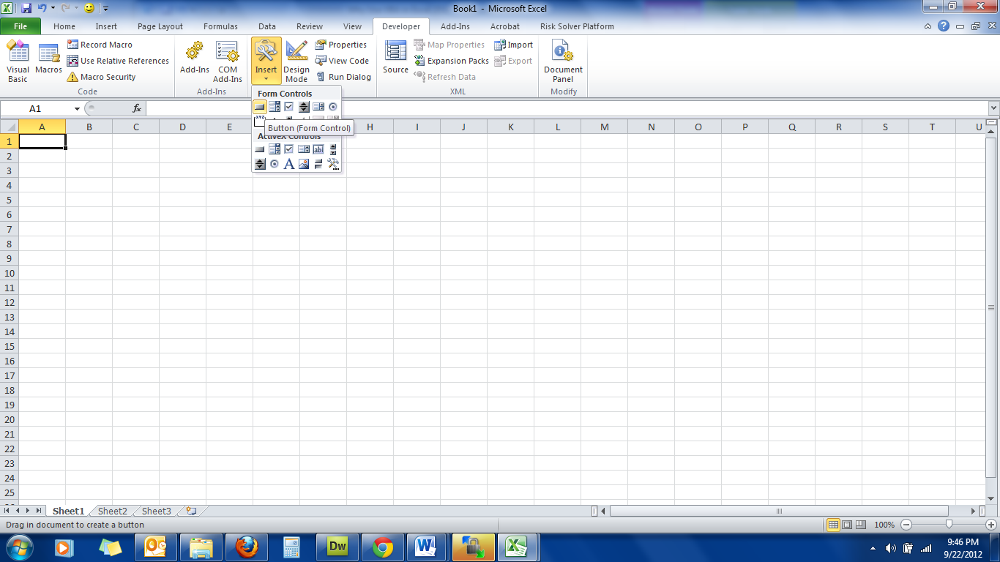 Book1 - Microsoft Excel
File Home Insert Page Layout Formulas Data Review View Developer Add-Ins Acrobat Risk Solver Platform
Visual Basic
Macros
Record Macro
Use Relative References
Macro Security
Code
Add-Ins
COM Add-Ins
Add-Ins
Insert
Design Mode
Properties
View Code
Run Dialog
Source
Map Properties
Expansion Packs
Refresh Data
Import
Export
XML
Document Panel
Modify
Form Controls
Button (Form Control)
ActiveX Controls
A1 fx
A B C D E H I J K L M N O P Q R S T U
1
2
3
4
5
6
7
8
9
10
11
12
13
14
15
16
17
18
19
20
21
22
23
24
25
Sheet1 Sheet2 Sheet3
Drag in document to create a button
100%
Dw
9:46 PM
9/22/2012